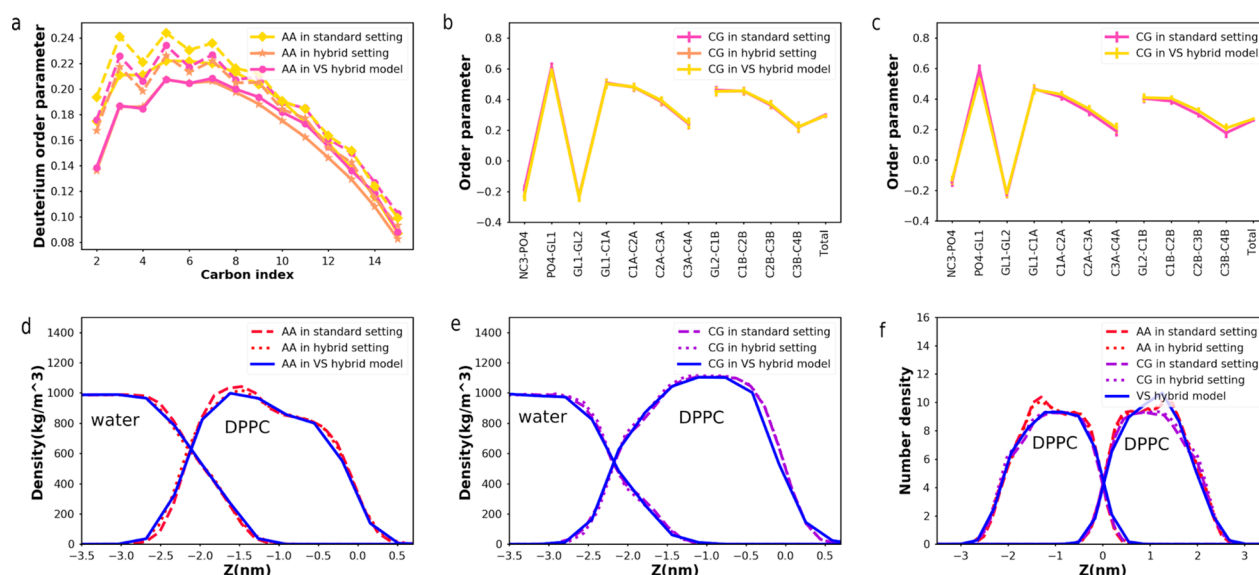 a
Deuterium order parameter
0.24
0.22
0.20
0.18
0.16
0.14
0.12
0.10
0.08
AA in standard setting
AA in hybrid setting
AA in VS hybrid model
2 4 6 8 10 12 14
Carbon index
b
Order parameter
0.8
0.6
0.4
0.2
0.0
−0.2
−0.4
CG in standard setting
CG in hybrid setting
CG in VS hybrid model
NC3-PO4
PO4-GL1
GL1-GL2
GL1-C1A
C1A-C2A
C2A-C3A
C3A-C4A
GL2-C1B
C1B-C2B
C2B-C3B
C3B-C4B
Total
c
Order parameter
0.8
0.6
0.4
0.2
0.0
−0.2
−0.4
CG in standard setting
CG in VS hybrid model
NC3-PO4
PO4-GL1
GL1-GL2
GL1-C1A
C1A-C2A
C2A-C3A
C3A-C4A
GL2-C1B
C1B-C2B
C2B-C3B
C3B-C4B
Total
d
Density(kg/m^3)
1400
1200
1000
800
600
400
200
0
AA in standard setting
AA in hybrid setting
AA in VS hybrid model
water
DPPC
−3.5 −3.0 −2.5 −2.0 −1.5 −1.0 −0.5 0.0 0.5
Z(nm)
e
Density(kg/m^3)
1400
1200
1000
800
600
400
200
0
CG in standard setting
CG in hybrid setting
CG in VS hybrid model
water
DPPC
−3.5 −3.0 −2.5 −2.0 −1.5 −1.0 −0.5 0.0 0.5
Z(nm)
f
Number density
16
14
12
10
8
6
4
2
0
AA in standard setting
AA in hybrid setting
CG in standard setting
CG in hybrid setting
VS hybrid model
DPPC
DPPC
−3 −2 −1 0 1 2 3
Z(nm)